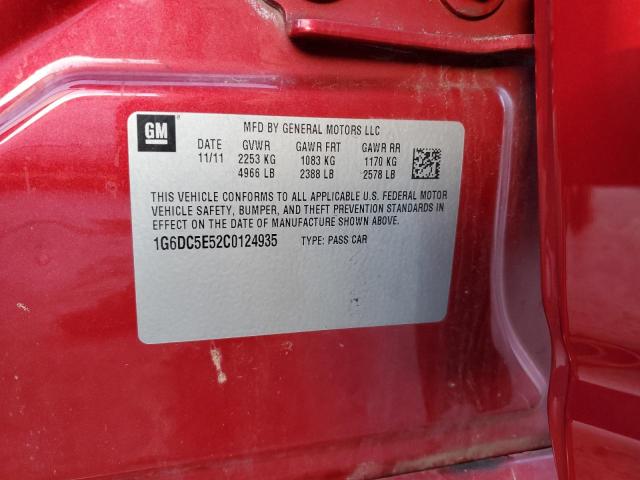 GM
MFD BY GENERAL MOTORS LLC
DATE GVWR GAWR FRT GAWR RR
11/11 2253 KG 1083 KG 1170 KG
4966 LB 2388 LB 2578 LB
THIS VEHICLE CONFORMS TO ALL APPLICABLE U.S. FEDERAL MOTOR
VEHICLE SAFETY, BUMPER, AND THEFT PREVENTION STANDARDS IN
EFFECT ON THE DATE OF MANUFACTURE SHOWN ABOVE.
1G6DC5E52C0124935 TYPE: PASS CAR